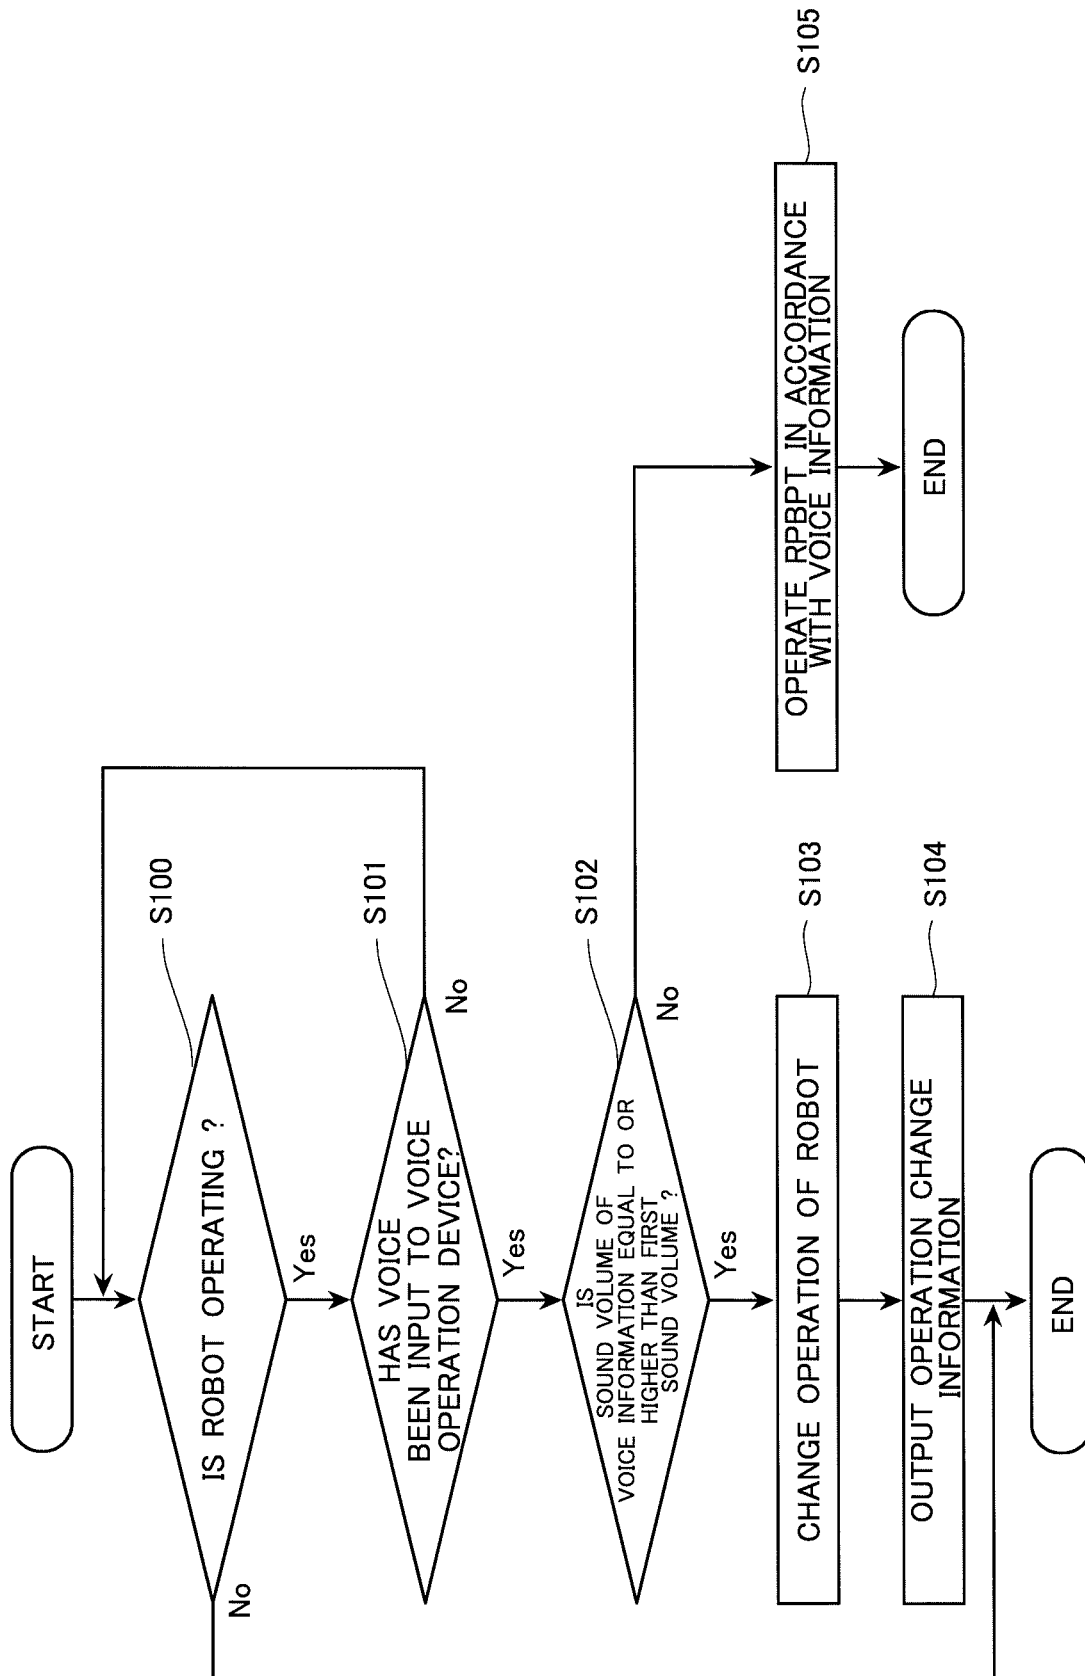 START
S100
IS ROBOT OPERATING ?
No
Yes
S101
HAS VOICE
BEEN INPUT TO VOICE
OPERATION DEVICE?
No
Yes
S102
IS
SOUND VOLUME OF
VOICE INFORMATION EQUAL TO OR
HIGHER THAN FIRST
SOUND VOLUME ?
No
Yes
S103
CHANGE OPERATION OF ROBOT
S104
OUTPUT OPERATION CHANGE
INFORMATION
END
S105
OPERATE RPBPT IN ACCORDANCE
WITH VOICE INFORMATION
END